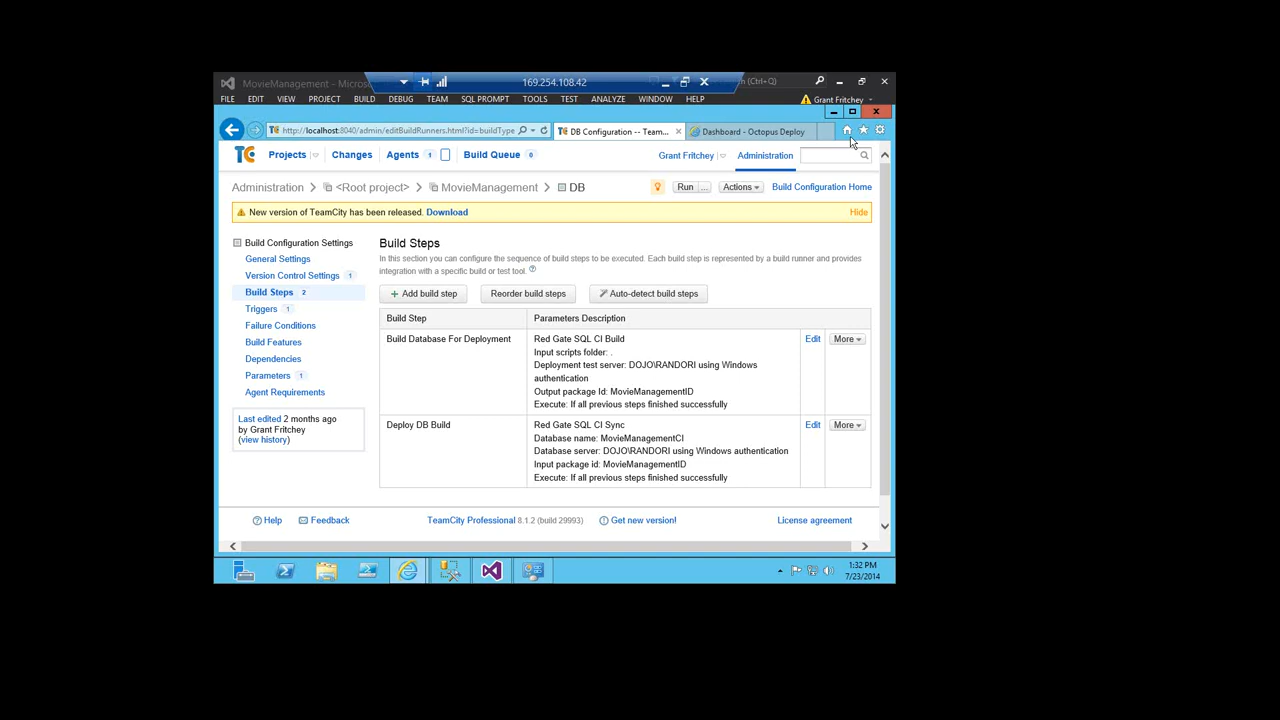 MovieManagement - Micros
169.254.108.42
(Ctrl+Q)
FILE EDIT VIEW PROJECT BUILD DEBUG TEAM SQL PROMPT TOOLS TEST ANALYZE WINDOW HELP
Grant Fritchey
http://localhost:8040/admin/editBuildRunners.html?id=buildType
DB Configuration -- Team...
Dashboard - Octopus Deploy
TC Projects Changes Agents 1 Build Queue 0
Grant Fritchey Administration
Administration <Root project> MovieManagement DB
Run ... Actions Build Configuration Home
New version of TeamCity has been released. Download
Hide
Build Configuration Settings
General Settings
Version Control Settings 1
Build Steps 2
Triggers 1
Failure Conditions
Build Features
Dependencies
Parameters 1
Agent Requirements
Last edited 2 months ago
by Grant Fritchey
(view history)
Build Steps
In this section you can configure the sequence of build steps to be executed. Each build step is represented by a build runner and provides
integration with a specific build or test tool.
+ Add build step
Reorder build steps
Auto-detect build steps
Build Step
Parameters Description
Build Database For Deployment
Red Gate SQL CI Build
Input scripts folder: .
Deployment test server: DOJO\RANDORI using Windows
authentication
Output package Id: MovieManagementID
Execute: If all previous steps finished successfully
Edit
More
Deploy DB Build
Red Gate SQL CI Sync
Database name: MovieManagementCI
Database server: DOJO\RANDORI using Windows authentication
Input package id: MovieManagementID
Execute: If all previous steps finished successfully
Edit
More
Help
Feedback
TeamCity Professional 8.1.2 (build 29993)
Get new version!
License agreement
1:32 PM
7/23/2014